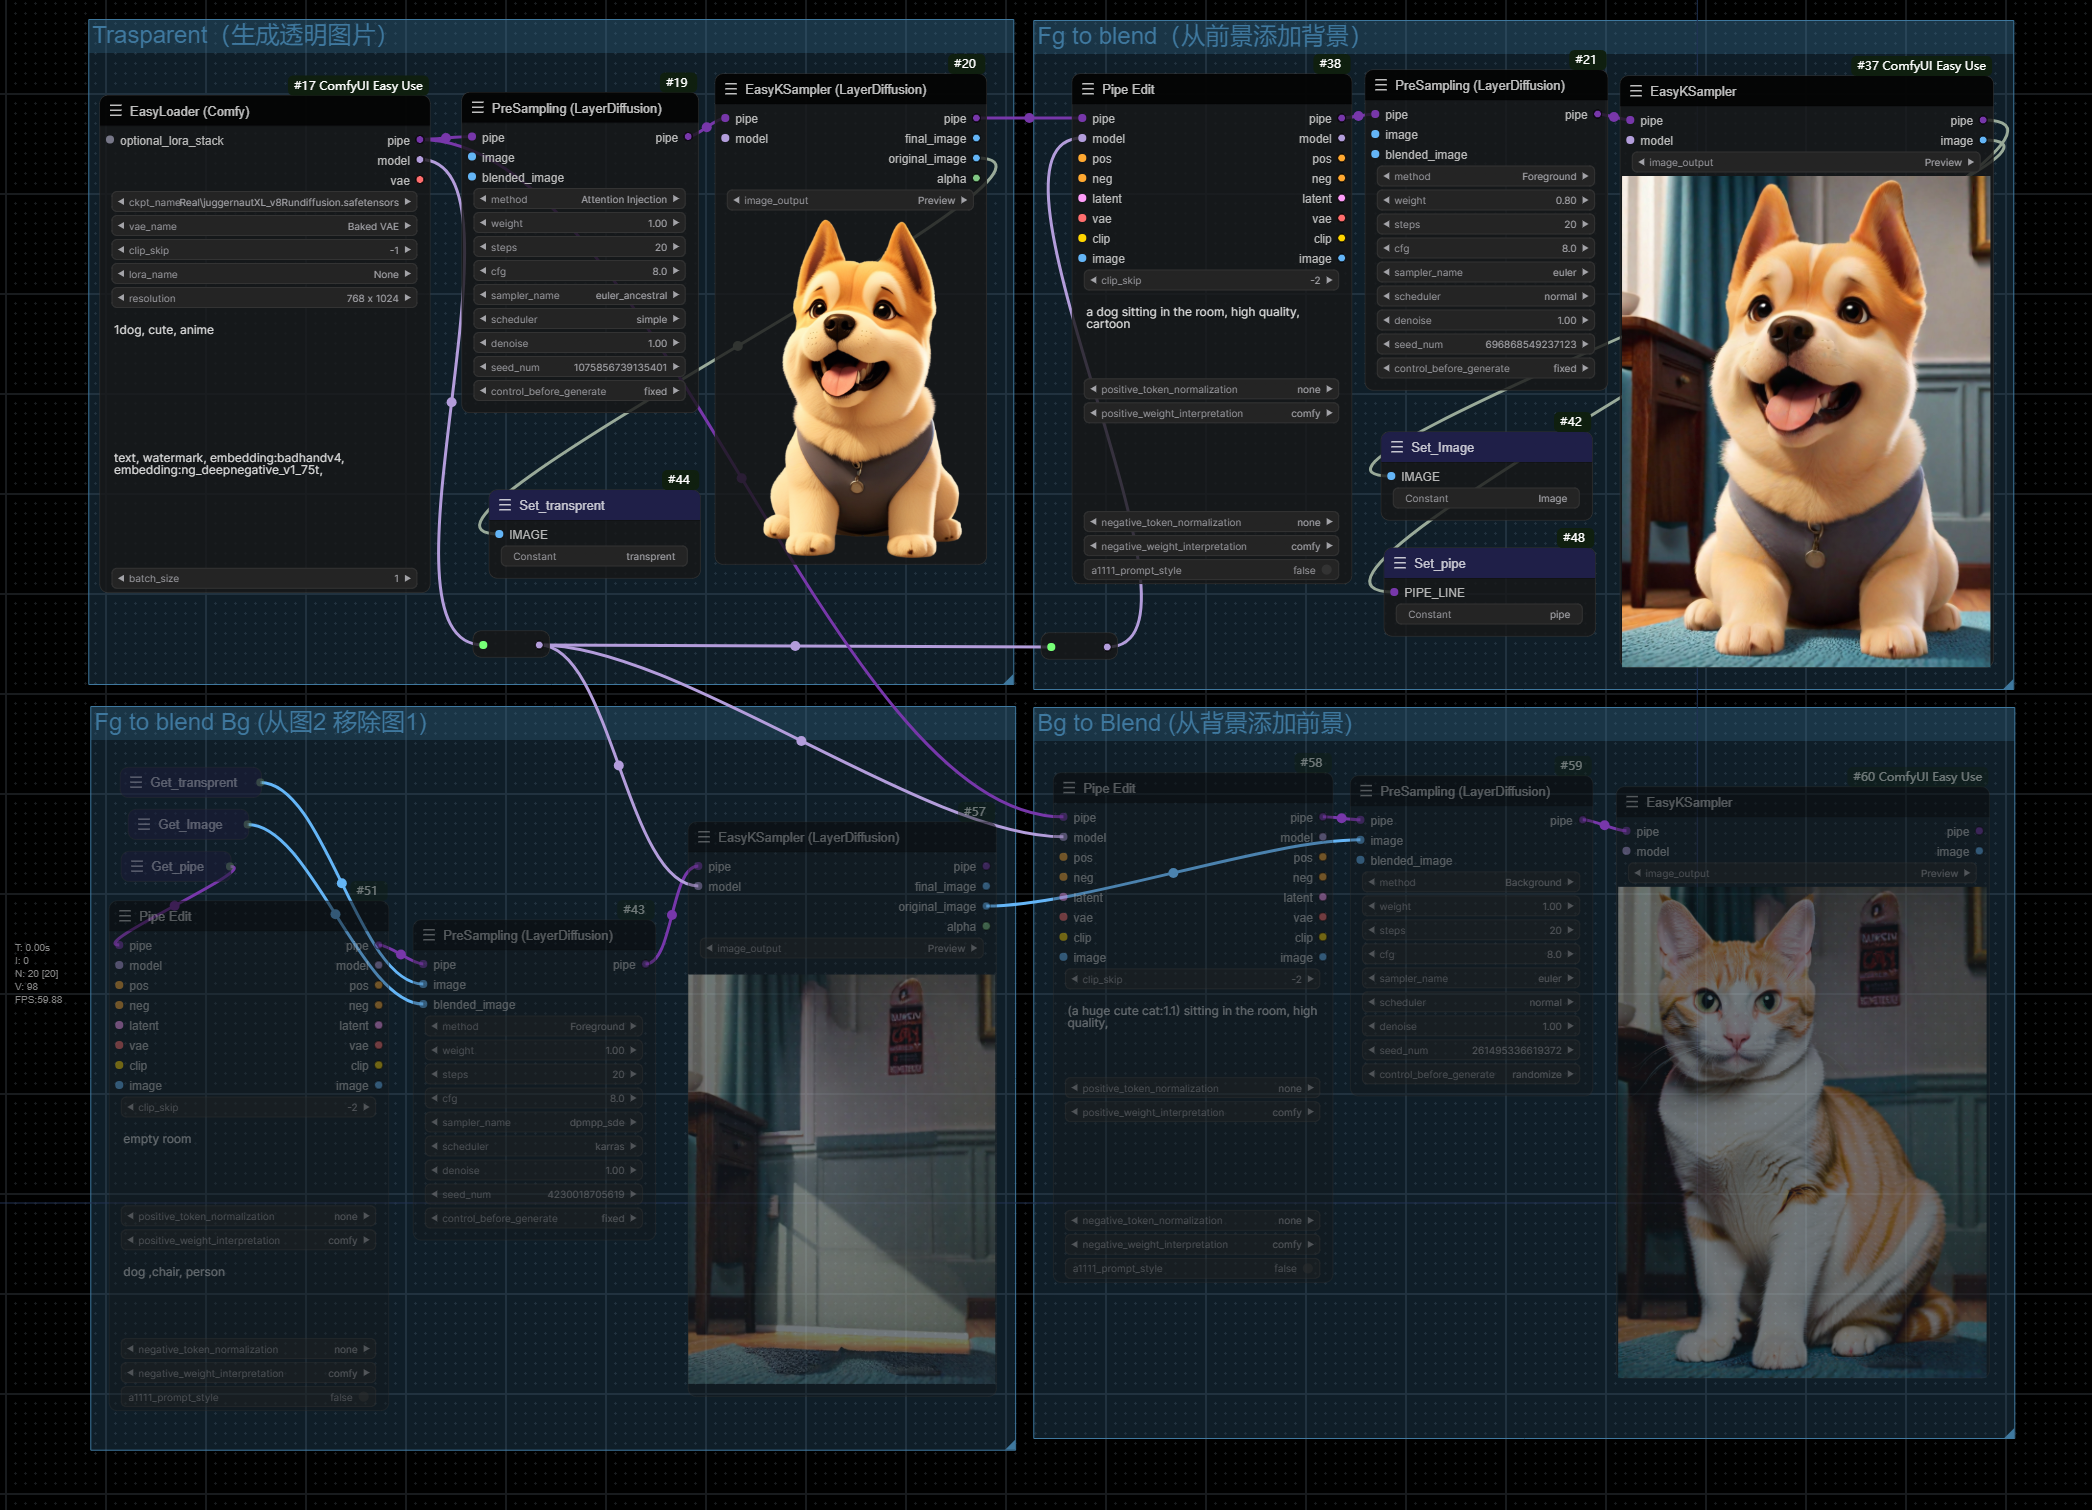 Trasparent（生成透明图片）
#17 ComfyUI Easy Use
EasyLoader (Comfy)
optional_lora_stack
pipe
model
vae
ckpt_name Real\juggernautXL_v8Rundiffusion.safetensors
vae_name Baked VAE
clip_skip -1
lora_name None
resolution 768 x 1024
1dog, cute, anime
text, watermark, embedding:badhandv4,
embedding:ng_deepnegative_v1_75t,
batch_size 1
#19
PreSampling (LayerDiffusion)
pipe pipe
image
blended_image
method Attention Injection
weight 1.00
steps 20
cfg 8.0
sampler_name euler_ancestral
scheduler simple
denoise 1.00
seed_num 1075856739135401
control_before_generate fixed
#44
Set_transprent
IMAGE
Constant transprent
#20
EasyKSampler (LayerDiffusion)
pipe pipe
model final_image
original_image
alpha
image_output Preview
Fg to blend（从前景添加背景）
#38
Pipe Edit
pipe pipe
model model
pos pos
neg neg
latent latent
vae vae
clip clip
image image
clip_skip -2
a dog sitting in the room, high quality,
cartoon
positive_token_normalization none
positive_weight_interpretation comfy
negative_token_normalization none
negative_weight_interpretation comfy
a1111_prompt_style false
#21
PreSampling (LayerDiffusion)
pipe pipe
image
blended_image
method Foreground
weight 0.80
steps 20
cfg 8.0
sampler_name euler
scheduler normal
denoise 1.00
seed_num 696868549237123
control_before_generate fixed
#42
Set_Image
IMAGE
Constant Image
#48
Set_pipe
PIPE_LINE
Constant pipe
#37 ComfyUI Easy Use
EasyKSampler
pipe pipe
model image
image_output Preview
Fg to blend Bg (从图2 移除图1)
Get_transprent
Get_Image
Get_pipe
#51
Pipe Edit
pipe pipe
model model
pos pos
neg neg
latent latent
vae vae
clip clip
image image
clip_skip -2
empty room
positive_token_normalization none
positive_weight_interpretation comfy
dog ,chair, person
negative_token_normalization none
negative_weight_interpretation comfy
a1111_prompt_style false
#43
PreSampling (LayerDiffusion)
pipe pipe
image
blended_image
method Foreground
weight 1.00
steps 20
cfg 8.0
sampler_name dpmpp_sde
scheduler karras
denoise 1.00
seed_num 4230018705619
control_before_generate fixed
#57
EasyKSampler (LayerDiffusion)
pipe pipe
model final_image
original_image
alpha
image_output Preview
Bg to Blend (从背景添加前景)
#58
Pipe Edit
pipe pipe
model model
pos pos
neg neg
latent latent
vae vae
clip clip
image image
clip_skip -2
(a huge cute cat:1.1) sitting in the room, high
quality,
positive_token_normalization none
positive_weight_interpretation comfy
negative_token_normalization none
negative_weight_interpretation comfy
a1111_prompt_style false
#59
PreSampling (LayerDiffusion)
pipe pipe
image
blended_image
method Background
weight 1.00
steps 20
cfg 8.0
sampler_name euler
scheduler normal
denoise 1.00
seed_num 261495336619372
control_before_generate randomize
#60 ComfyUI Easy Use
EasyKSampler
pipe pipe
model image
image_output Preview
T: 0.00s
I: 0
N: 20 [20]
V: 98
FPS:59.88